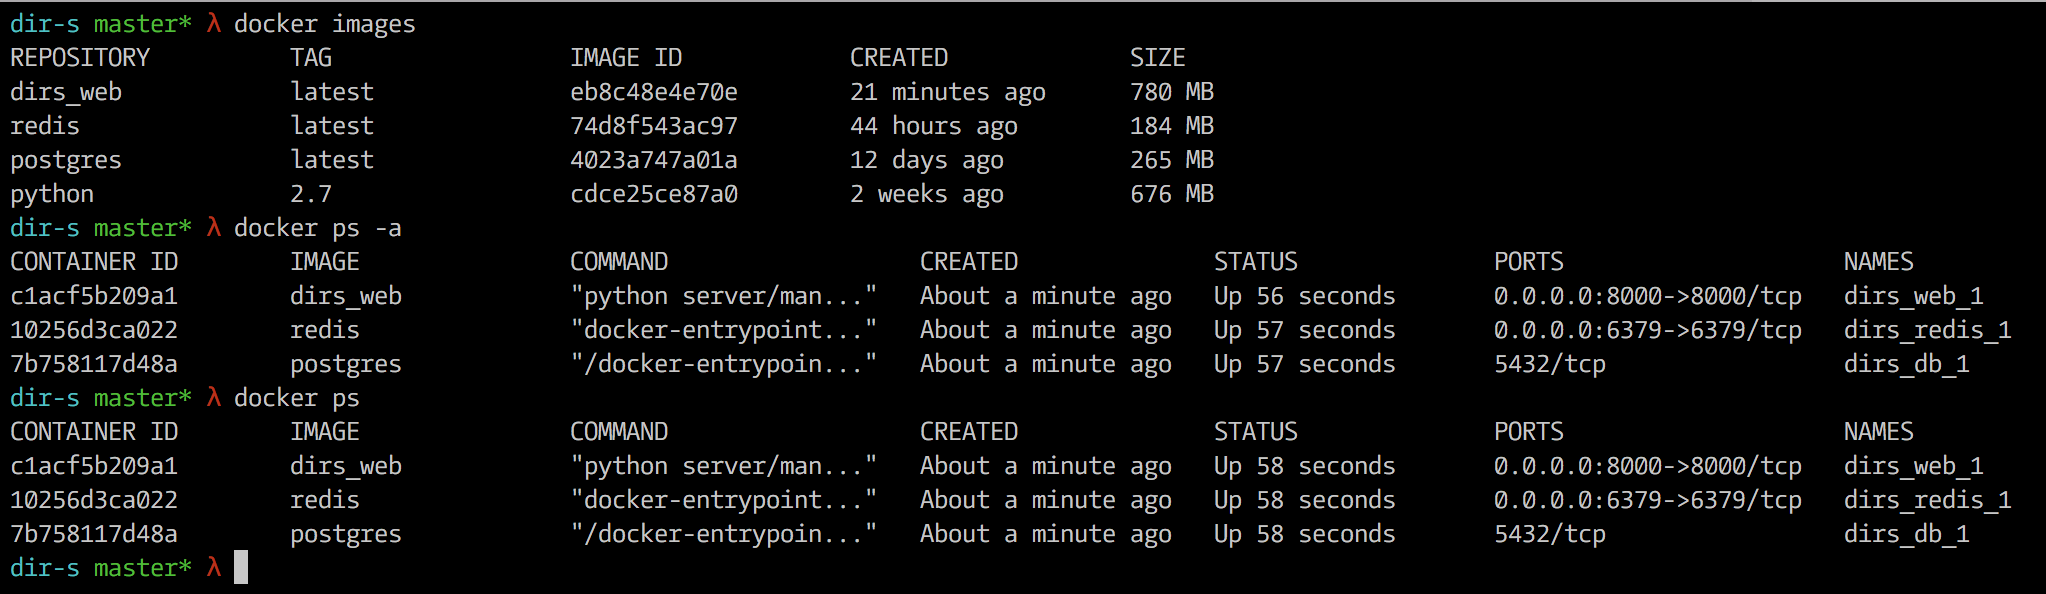 dir-s master* λ docker images
REPOSITORY          TAG                 IMAGE ID            CREATED             SIZE
dirs_web            latest              eb8c48e4e70e        21 minutes ago      780 MB
redis               latest              74d8f543ac97        44 hours ago        184 MB
postgres            latest              4023a747a01a        12 days ago         265 MB
python              2.7                 cdce25ce87a0        2 weeks ago         676 MB
dir-s master* λ docker ps -a
CONTAINER ID        IMAGE               COMMAND                  CREATED              STATUS              PORTS                    NAMES
c1acf5b209a1        dirs_web            "python server/man..."   About a minute ago   Up 56 seconds       0.0.0.0:8000->8000/tcp   dirs_web_1
10256d3ca022        redis               "docker-entrypoint..."   About a minute ago   Up 57 seconds       0.0.0.0:6379->6379/tcp   dirs_redis_1
7b758117d48a        postgres            "/docker-entrypoin..."   About a minute ago   Up 57 seconds       5432/tcp                 dirs_db_1
dir-s master* λ docker ps
CONTAINER ID        IMAGE               COMMAND                  CREATED              STATUS              PORTS                    NAMES
c1acf5b209a1        dirs_web            "python server/man..."   About a minute ago   Up 58 seconds       0.0.0.0:8000->8000/tcp   dirs_web_1
10256d3ca022        redis               "docker-entrypoint..."   About a minute ago   Up 58 seconds       0.0.0.0:6379->6379/tcp   dirs_redis_1
7b758117d48a        postgres            "/docker-entrypoin..."   About a minute ago   Up 58 seconds       5432/tcp                 dirs_db_1
dir-s master* λ